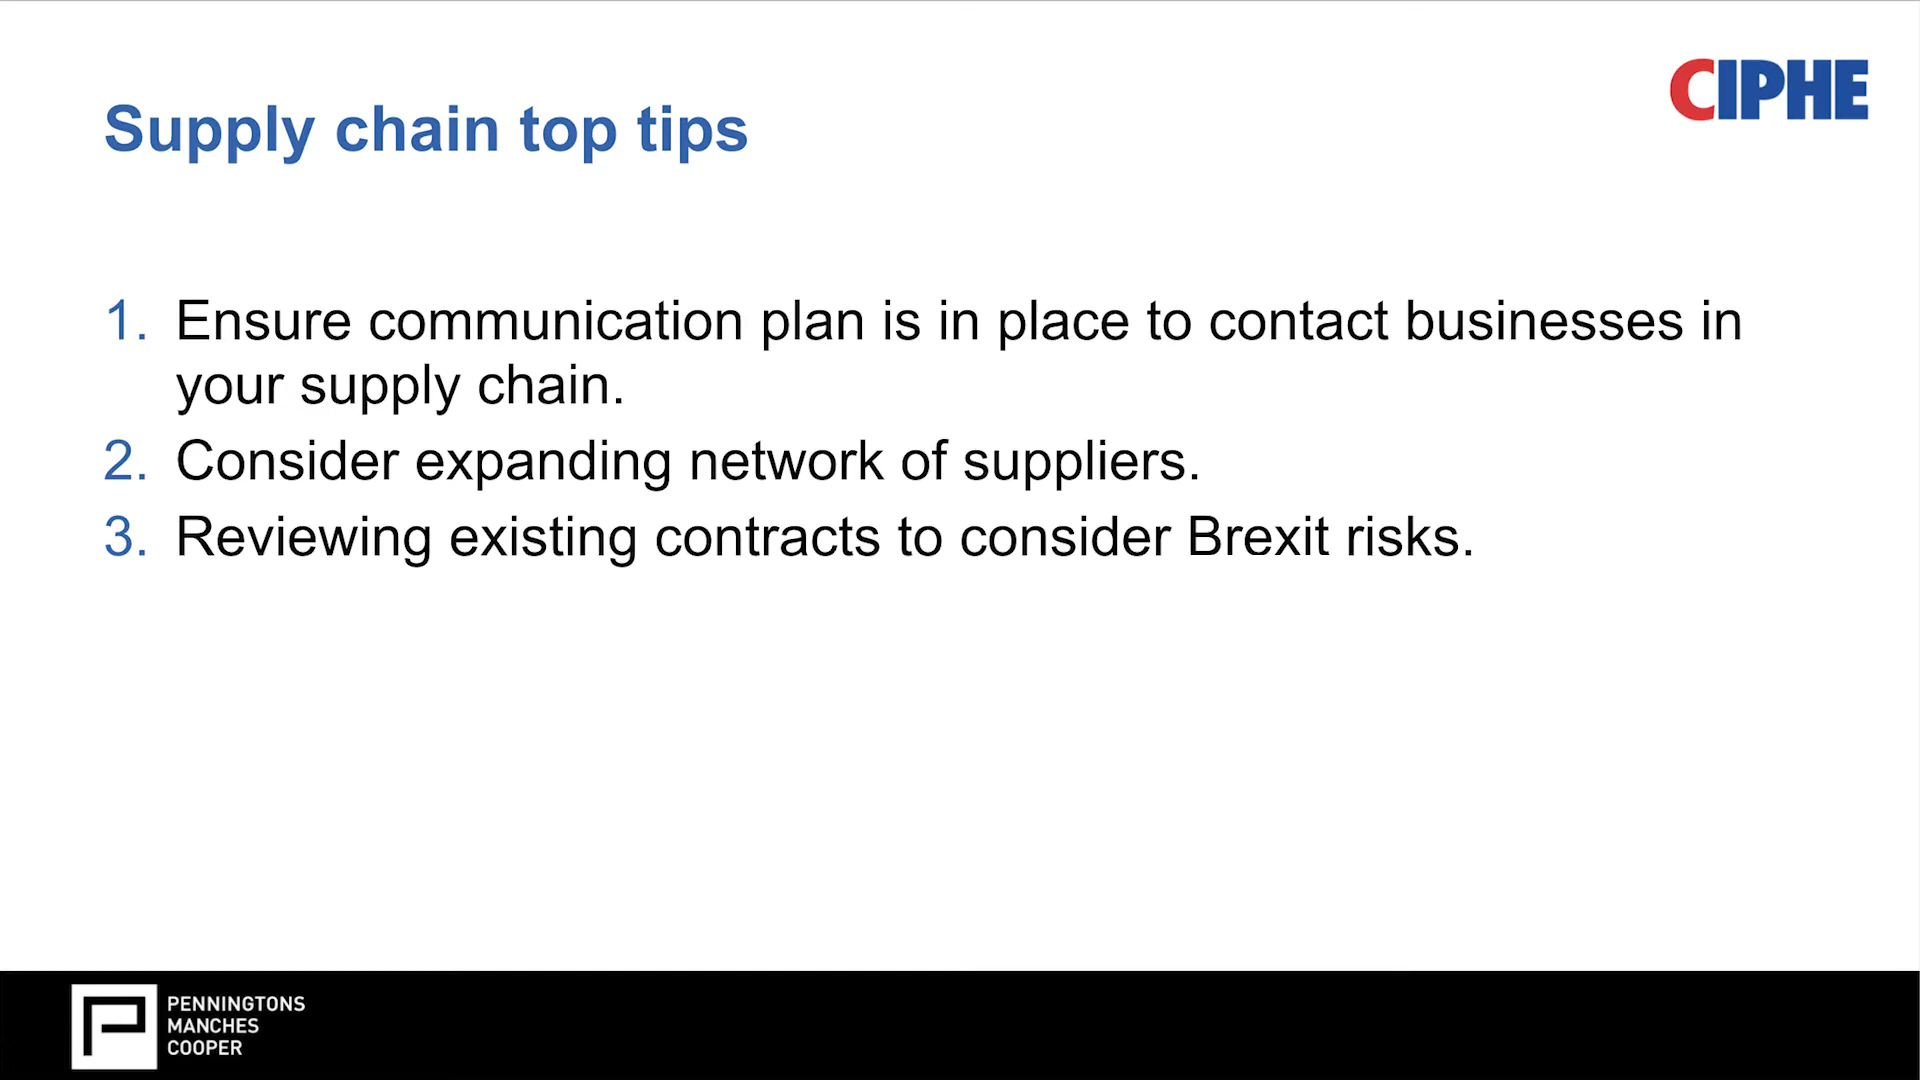 CIPHE
Supply chain top tips
1. Ensure communication plan is in place to contact businesses in
your supply chain.
2. Consider expanding network of suppliers.
3. Reviewing existing contracts to consider Brexit risks.
PENNINGTONS
MANCHES
COOPER